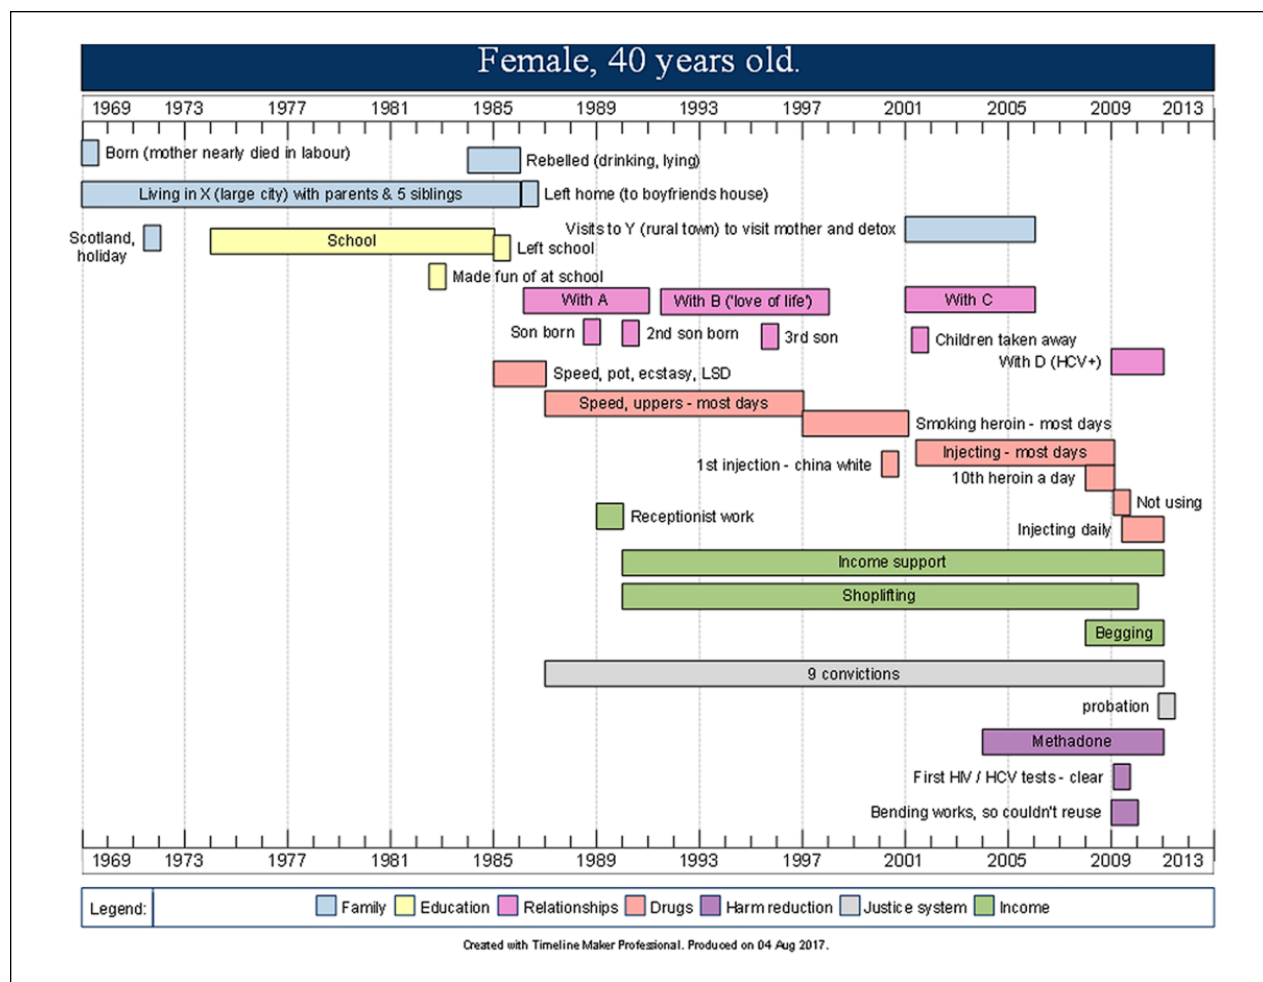 Female, 40 years old.
1969 1973 1977 1981 1985 1989 1993 1997 2001 2005 2009 2013
Born (mother nearly died in labour)
Rebelled (drinking, lying)
Living in X (large city) with parents & 5 siblings
Left home (to boyfriends house)
Visits to Y (rural town) to visit mother and detox
Scotland,
holiday
School
Left school
Made fun of at school
With A
With B ('love of life')
With C
Son born
2nd son born
3rd son
Children taken away
With D (HCV+)
Speed, pot, ecstasy, LSD
Speed, uppers - most days
Smoking heroin - most days
Injecting - most days
1st injection - china white
10th heroin a day
Not using
Receptionist work
Injecting daily
Income support
Shoplifting
Begging
9 convictions
probation
Methadone
First HIV / HCV tests - clear
Bending works, so couldn't reuse
1969 1973 1977 1981 1985 1989 1993 1997 2001 2005 2009 2013
Legend: Family Education Relationships Drugs Harm reduction Justice system Income
Created with Timeline Maker Professional. Produced on 04 Aug 2017.